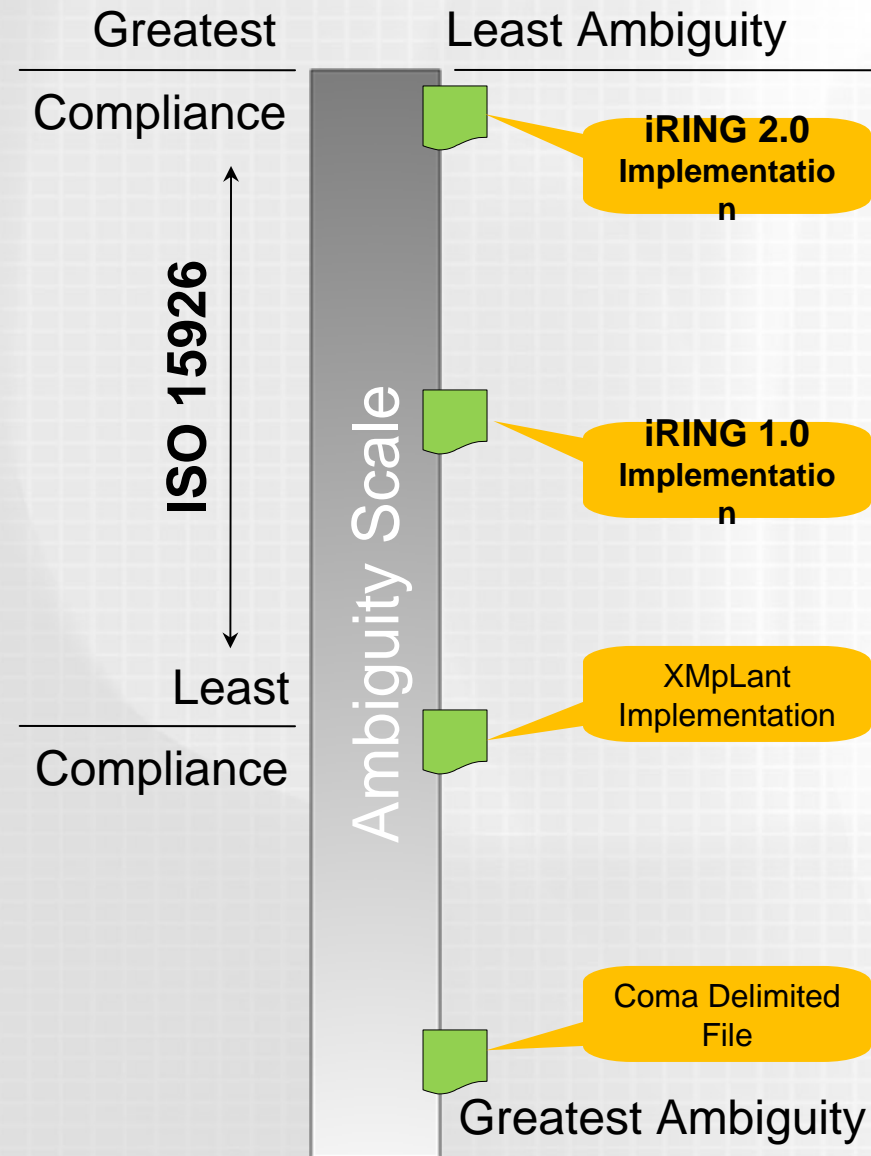 Greatest
Compliance
ISO 15926
Least
Compliance
Ambiguity Scale
Least Ambiguity
iRING 2.0
Implementatio
n
iRING 1.0
Implementatio
n
XMpLant
Implementation
Coma Delimited
File
Greatest Ambiguity